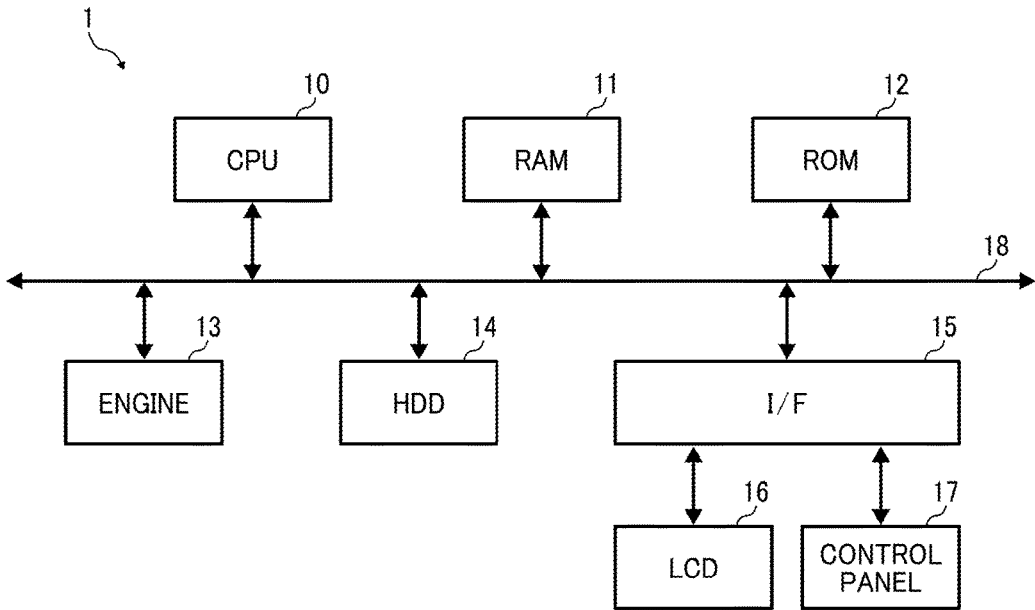 1
10
11
12
CPU
RAM
ROM
18
13
14
15
ENGINE
HDD
I/F
16
17
LCD
CONTROL
PANEL